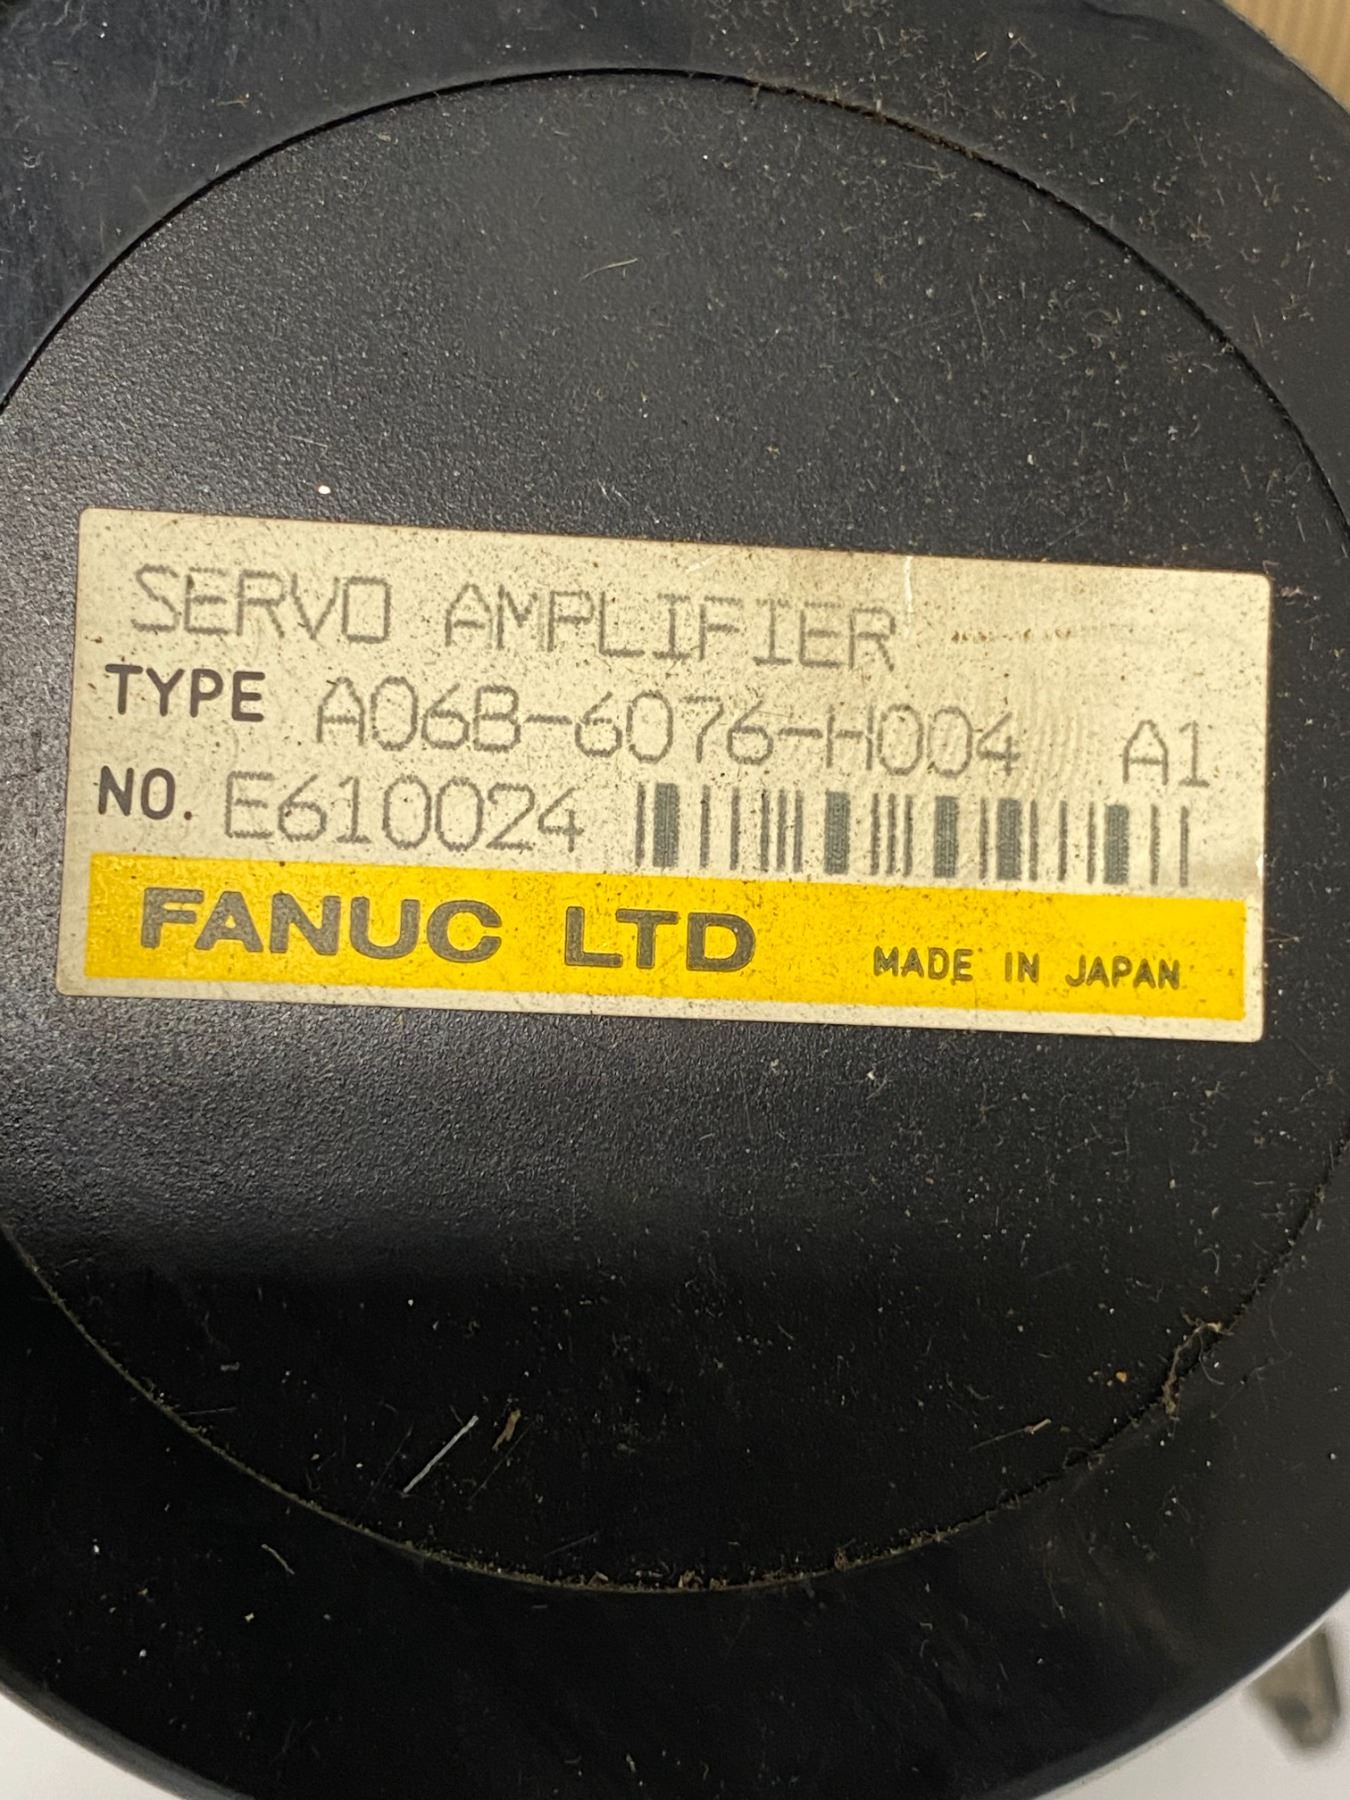 SERVO AMPLIFIER
TYPE A06B-6076-H004 A1
NO. E610024
FANUC LTD MADE IN JAPAN